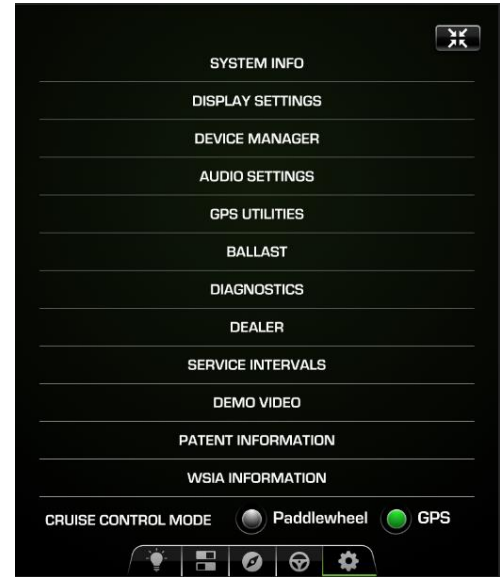 SYSTEM INFO
DISPLAY SETTINGS
DEVICE MANAGER
AUDIO SETTINGS
GPS UTILITIES
BALLAST
DIAGNOSTICS
DEALER
SERVICE INTERVALS
DEMO VIDEO
PATENT INFORMATION
WSIA INFORMATION
CRUISE CONTROL MODE Paddlewheel GPS